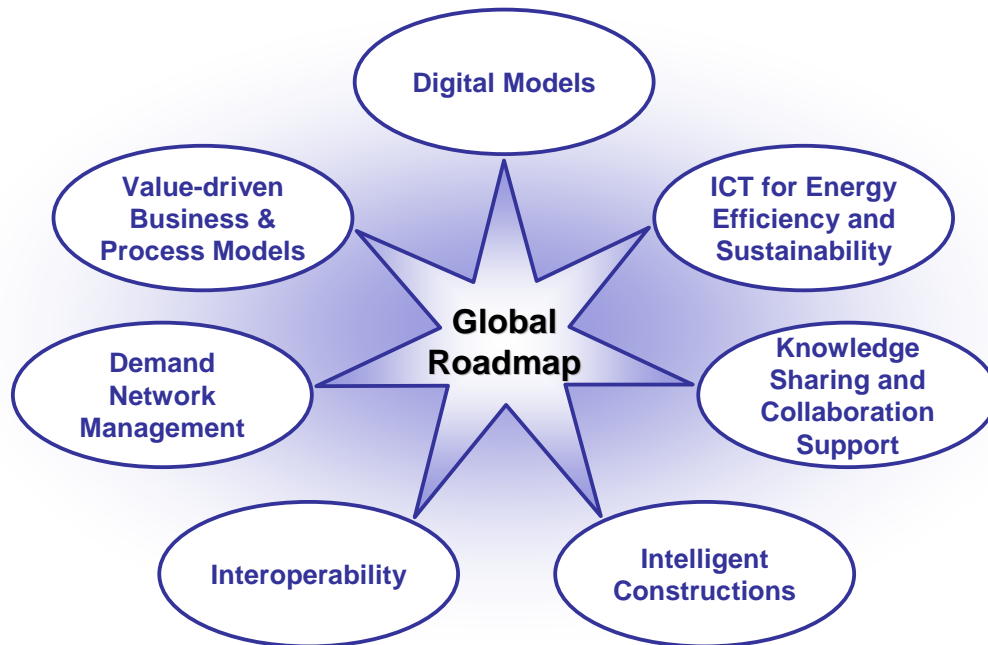 Digital Models
Value-driven
Business &
Process Models
ICT for Energy
Efficiency and
Sustainability
Global
Roadmap
Demand
Network
Management
Knowledge
Sharing and
Collaboration
Support
Interoperability
Intelligent
Constructions